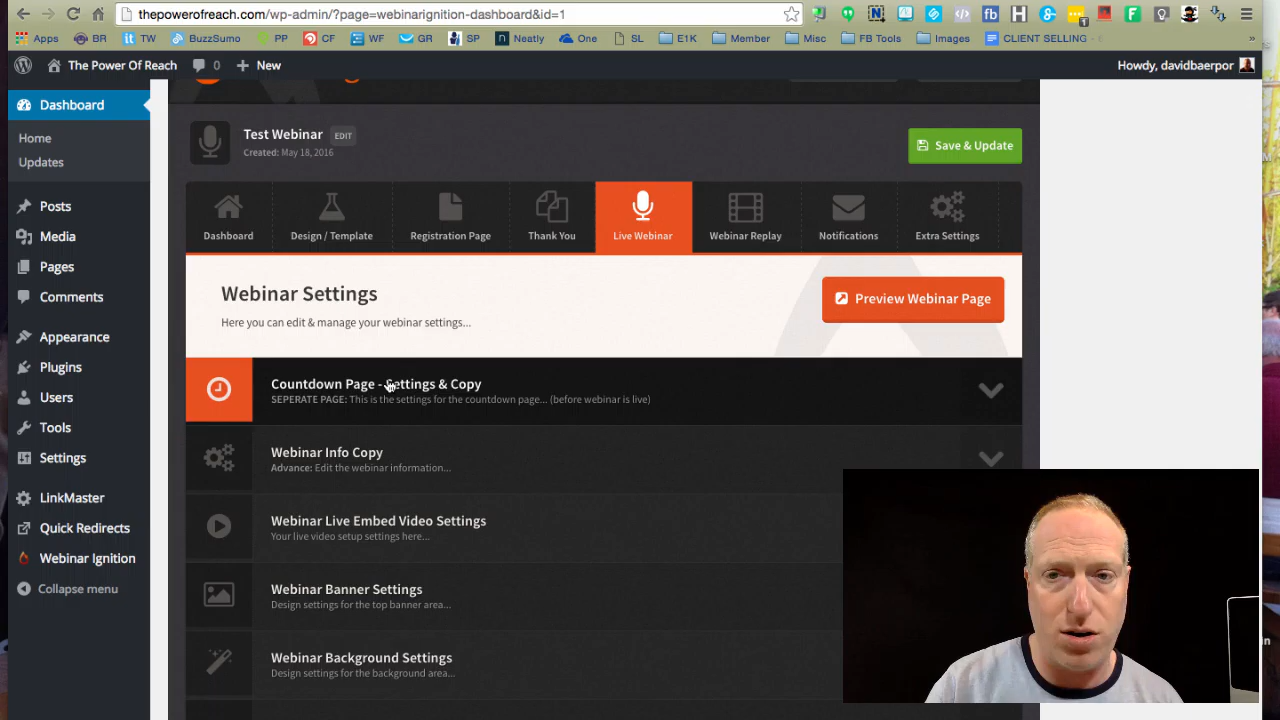 thepowerofreach.com/wp-admin/?page=webinarignition-dashboard&id=1
Apps BR TW BuzzSumo PP CF WF GR SP Neatly One SL E1K Member Misc FB Tools Images CLIENT SELLING - »
The Power Of Reach 0 New Howdy, davidbaerpor
Dashboard
Home
Updates
Posts
Media
Pages
Comments
Appearance
Plugins
Users
Tools
Settings
LinkMaster
Quick Redirects
Webinar Ignition
Collapse menu
Test Webinar EDIT
Created: May 18, 2016
Save & Update
Dashboard Design / Template Registration Page Thank You Live Webinar Webinar Replay Notifications Extra Settings
Webinar Settings
Here you can edit & manage your webinar settings...
Preview Webinar Page
Countdown Page - Settings & Copy
SEPERATE PAGE: This is the settings for the countdown page... (before webinar is live)
Webinar Info Copy
Advance: Edit the webinar information...
Webinar Live Embed Video Settings
Your live video setup settings here...
Webinar Banner Settings
Design settings for the top banner area...
Webinar Background Settings
Design settings for the background area...